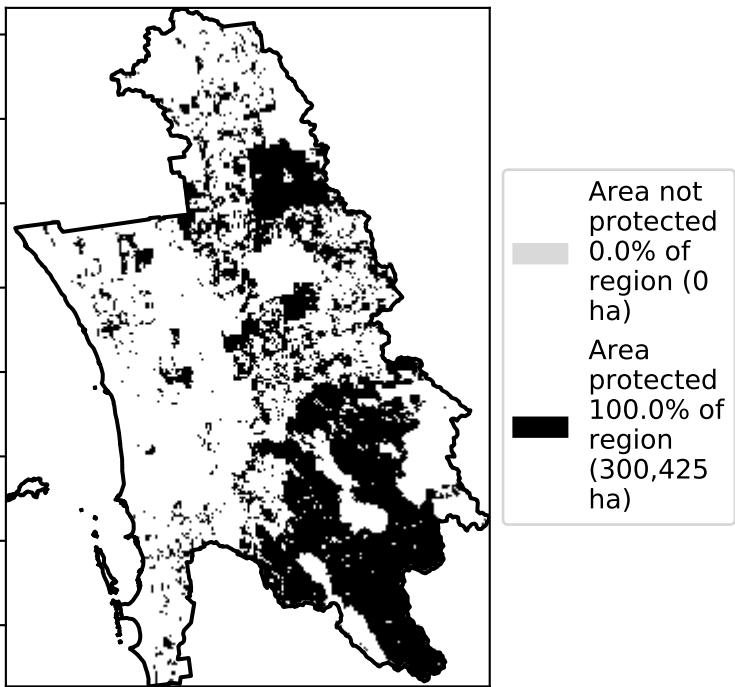 Area not
protected
0.0% of
region (0
ha)
Area
protected
100.0% of
region
(300,425
ha)